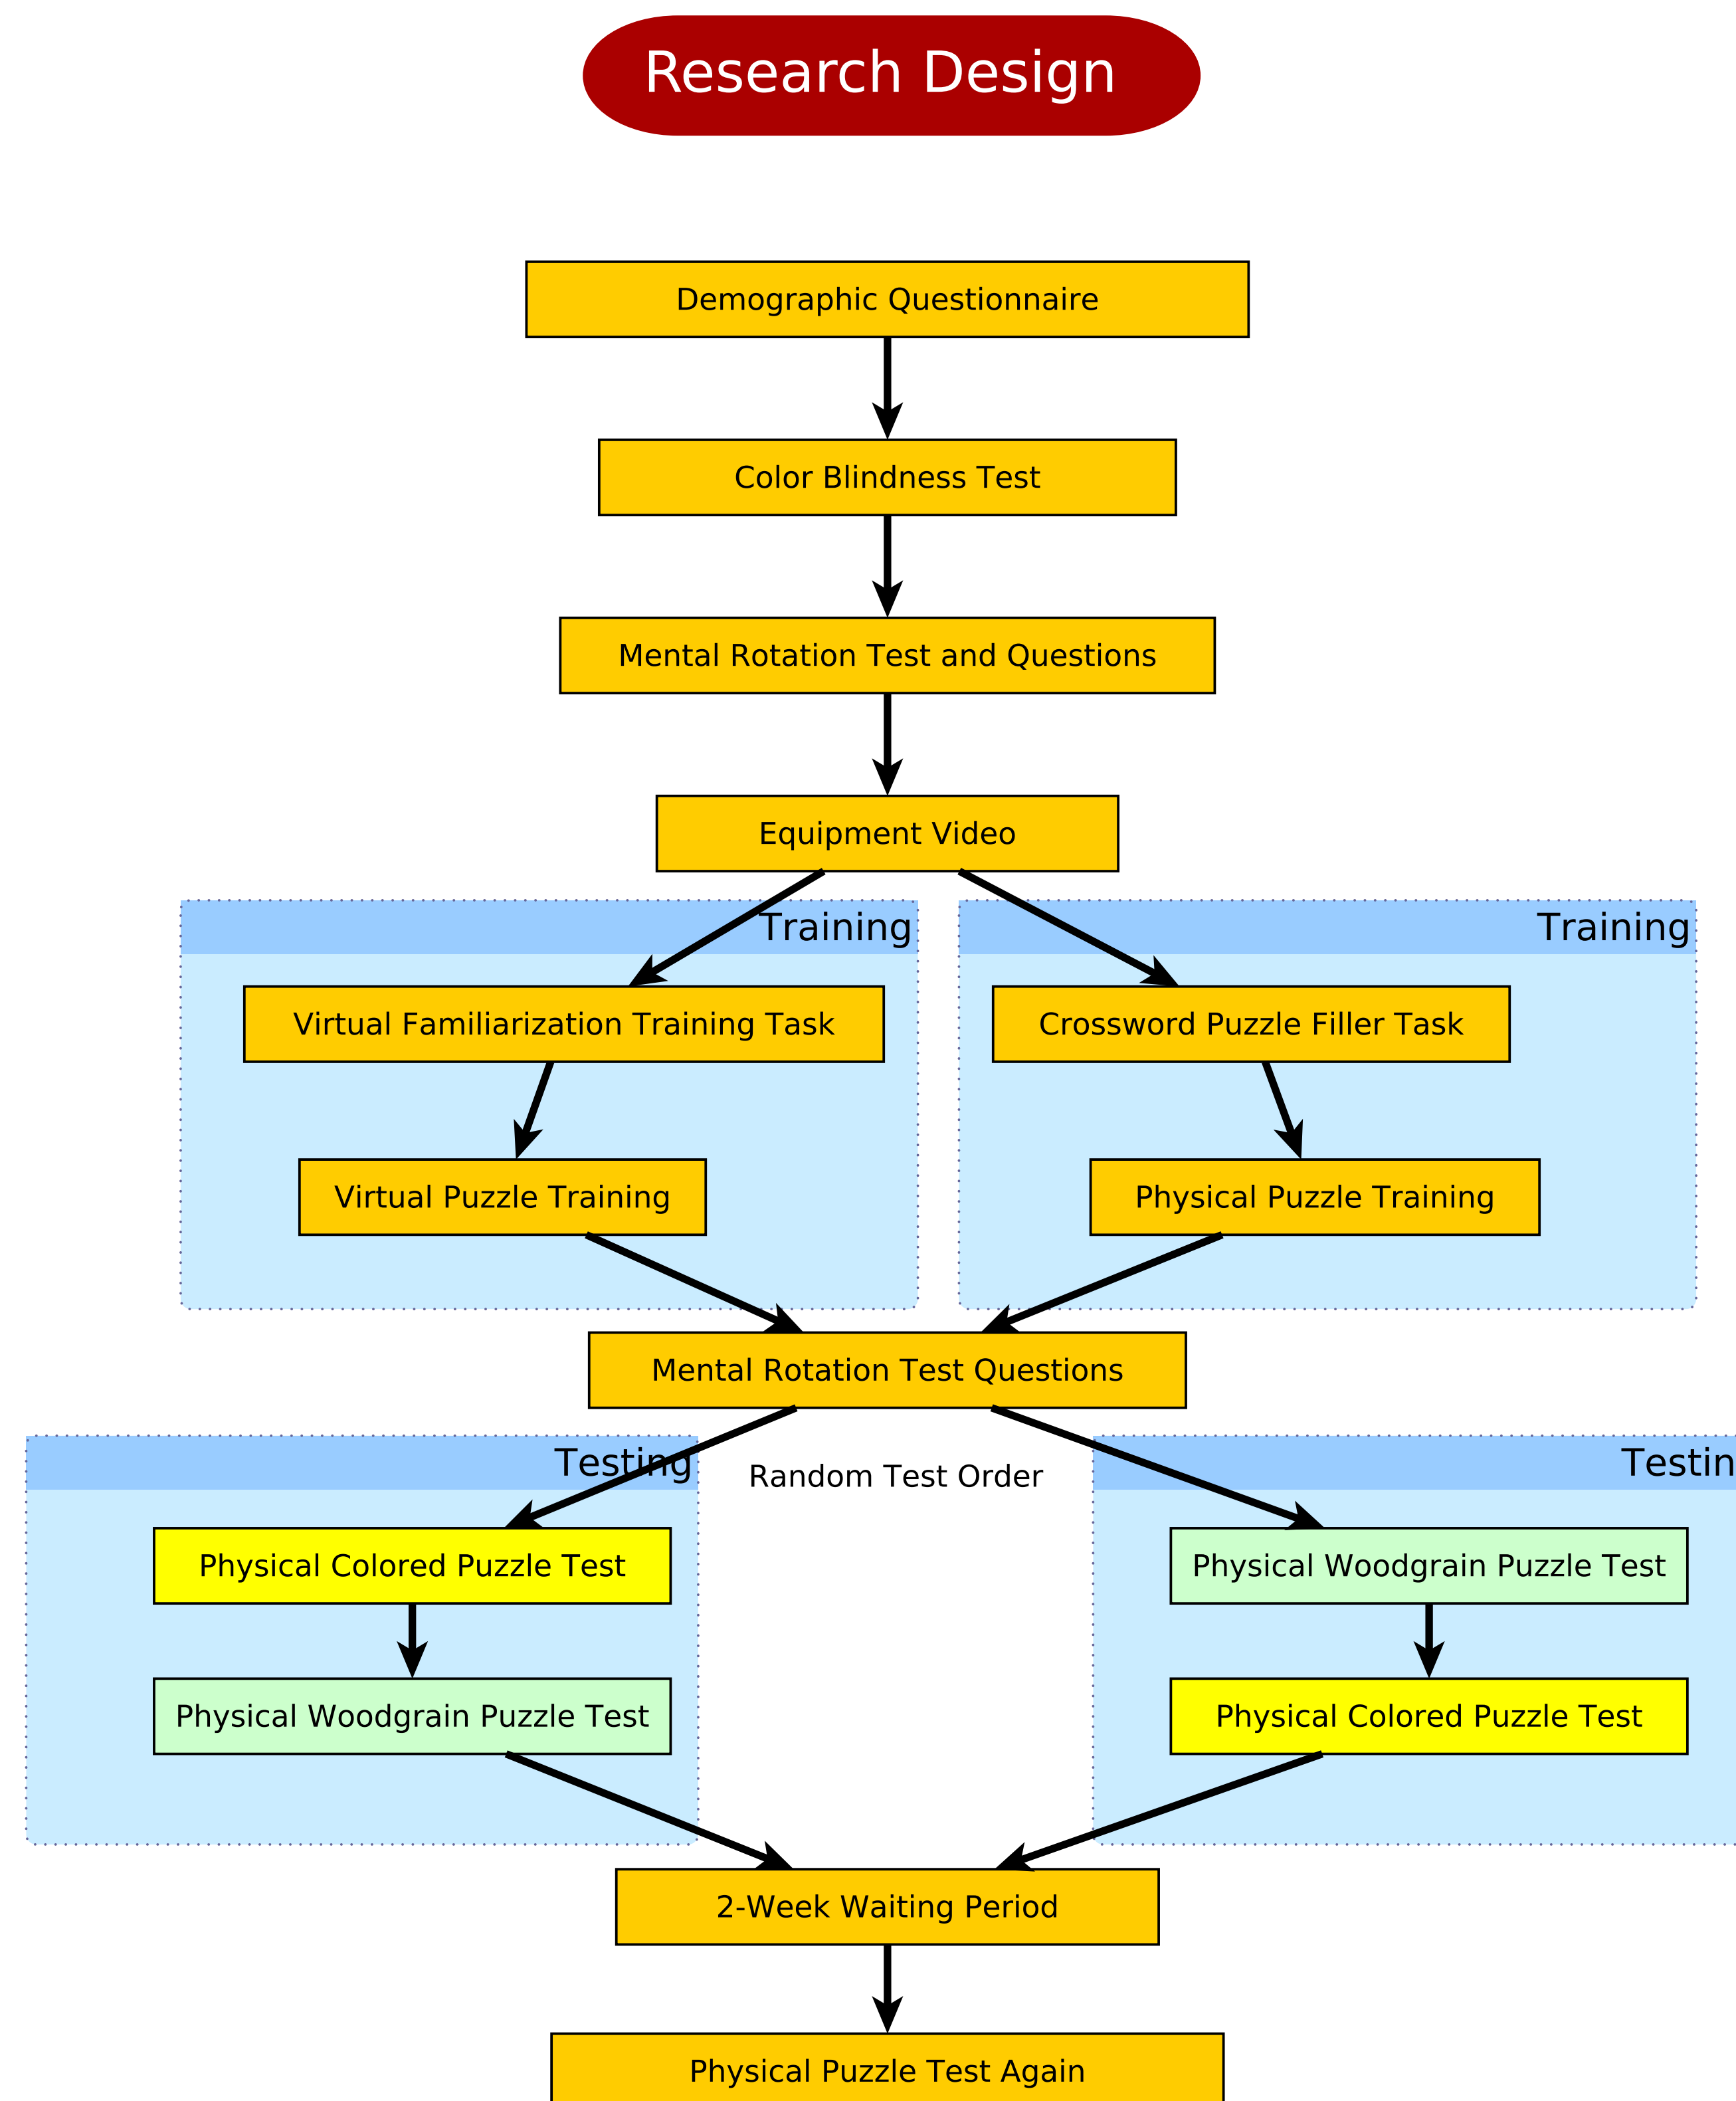 Research Design
Demographic Questionnaire
Color Blindness Test
Mental Rotation Test and Questions
Equipment Video
Training
Training
Virtual Familiarization Training Task
Crossword Puzzle Filler Task
Virtual Puzzle Training
Physical Puzzle Training
Mental Rotation Test Questions
Testing
Random Test Order
Testin
Physical Colored Puzzle Test
Physical Woodgrain Puzzle Test
Physical Woodgrain Puzzle Test
Physical Colored Puzzle Test
2-Week Waiting Period
Physical Puzzle Test Again